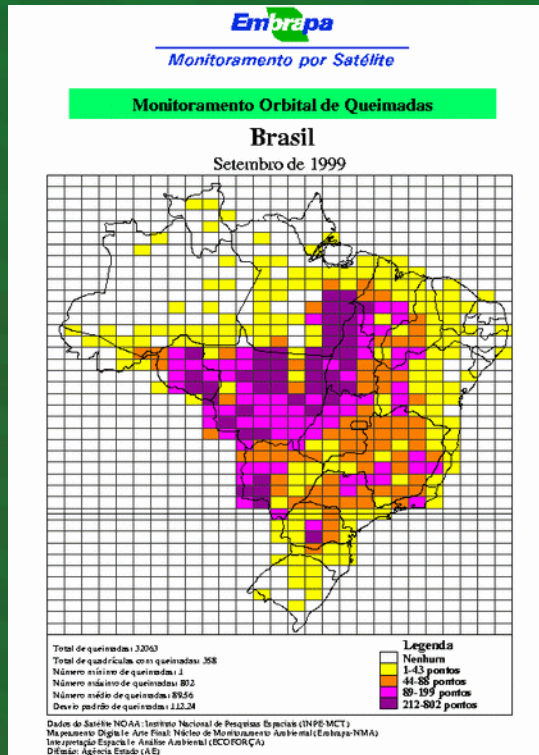 Embrapa
Monitoramento por Satélite
Monitoramento Orbital de Queimadas
Brasil
Setembro de 1999
Total de queimadas: 32063
Total de quadrículas com queimadas: 358
Número mínimo de queimadas: 1
Número máximo de queimadas: 802
Número médio de queimadas: 89.56
Desvio padrão de queimadas: 112.24
Legenda
Nenhum
1-43 pontos
44-88 pontos
89-199 pontos
212-802 pontos
Dados do Satélite NOAA: Instituto Nacional de Pesquisas Espaciais (INPE-MCT)
Mapeamento Digital e Arte Final: Núcleo de Monitoramento Ambiental (Embrapa-NMA)
Interpretação Espacial e Análise Ambiental (ECOFORÇA)
Difusão: Agência Estado (AE)